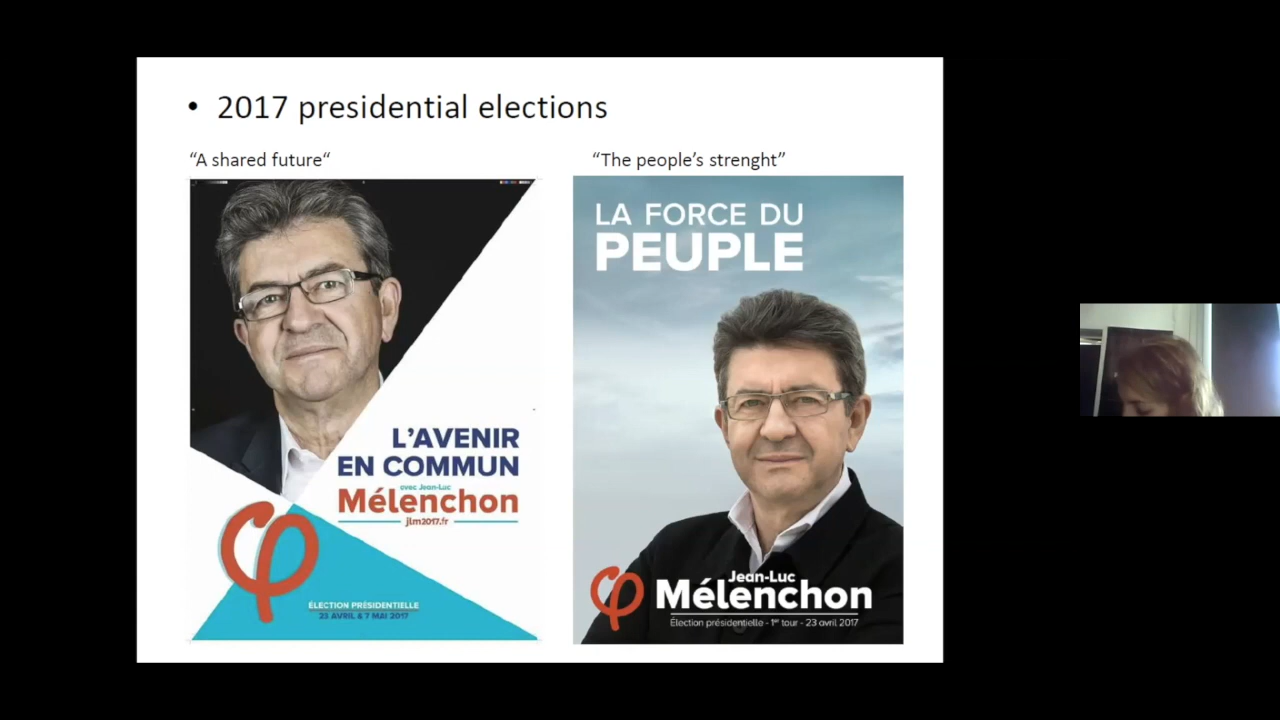 • 2017 presidential elections
“A shared future“
“The people’s strenght”
L’AVENIR
EN COMMUN
avec Jean-Luc
Mélenchon
jlm2017.fr
ÉLECTION PRÉSIDENTIELLE
23 AVRIL & 7 MAI 2017
LA FORCE DU
PEUPLE
Jean-Luc
Mélenchon
Élection présidentielle - 1er tour - 23 avril 2017